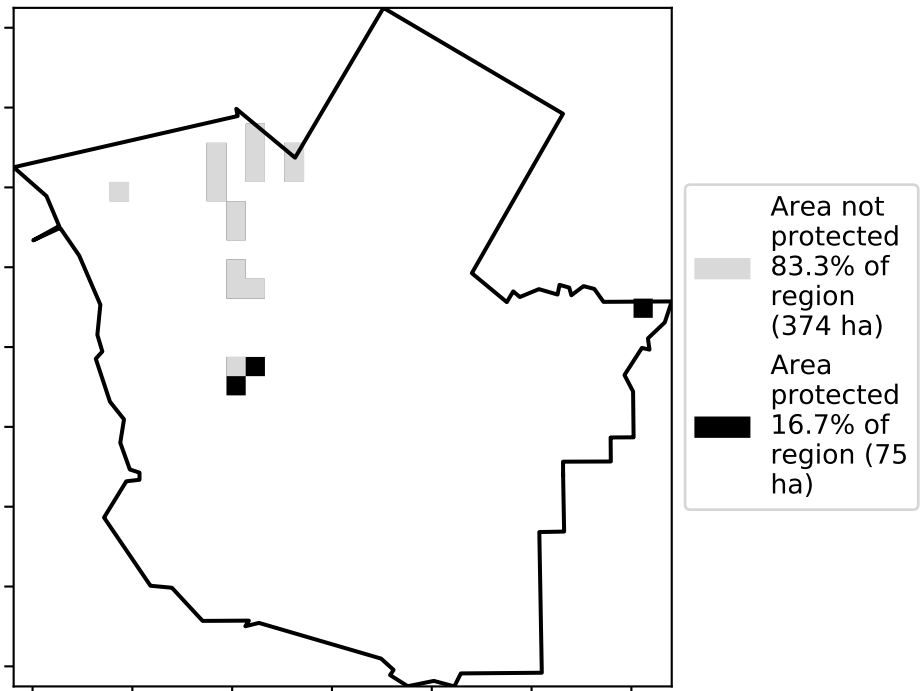 Area not
protected
83.3% of
region
(374 ha)
Area
protected
16.7% of
region (75
ha)